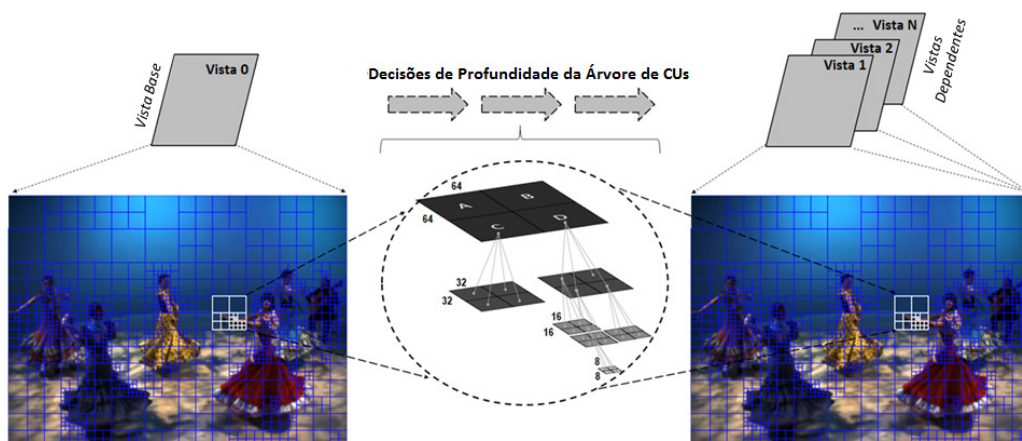 Vista 0
Vista Base
Decisões de Profundidade da Árvore de CUs
... Vista N
Vista 2
Vista 1
Vistas
Dependentes
64
64
A
B
C
D
32
32
16
16
8
8